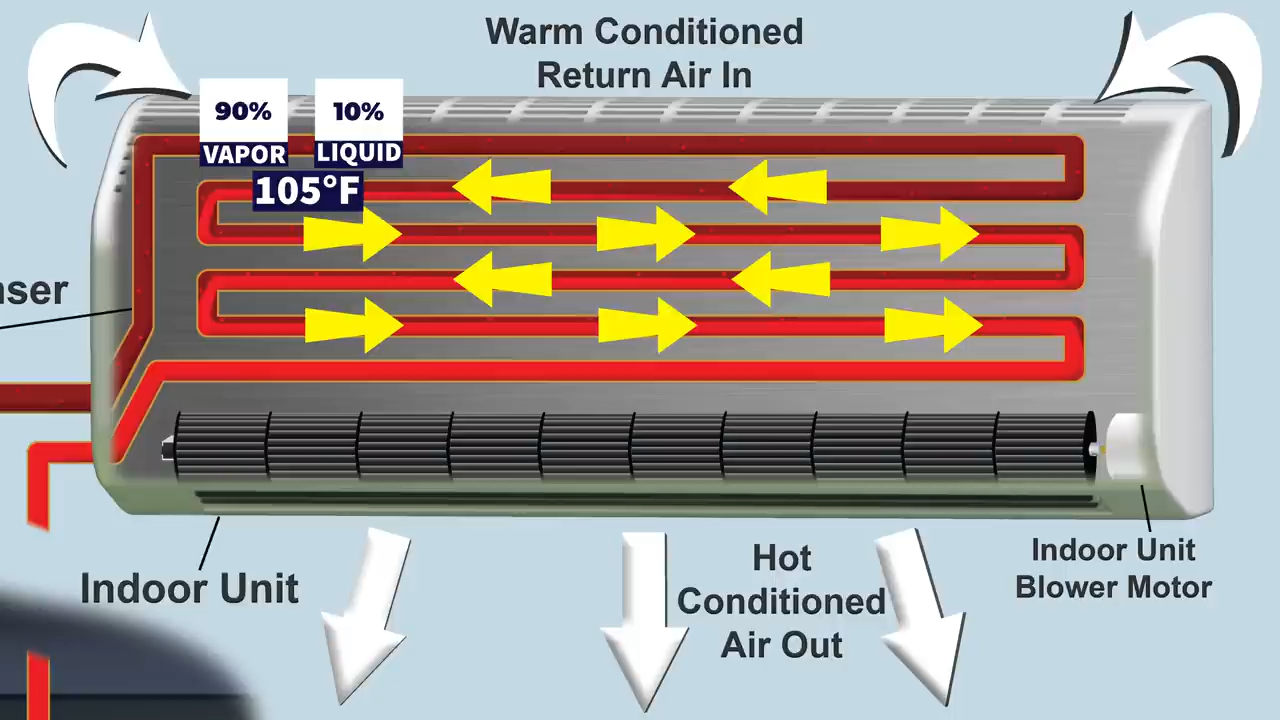 Warm Conditioned
Return Air In
90% 10%
VAPOR LIQUID
105°F
nser
Indoor Unit
Hot
Conditioned
Air Out
Indoor Unit
Blower Motor